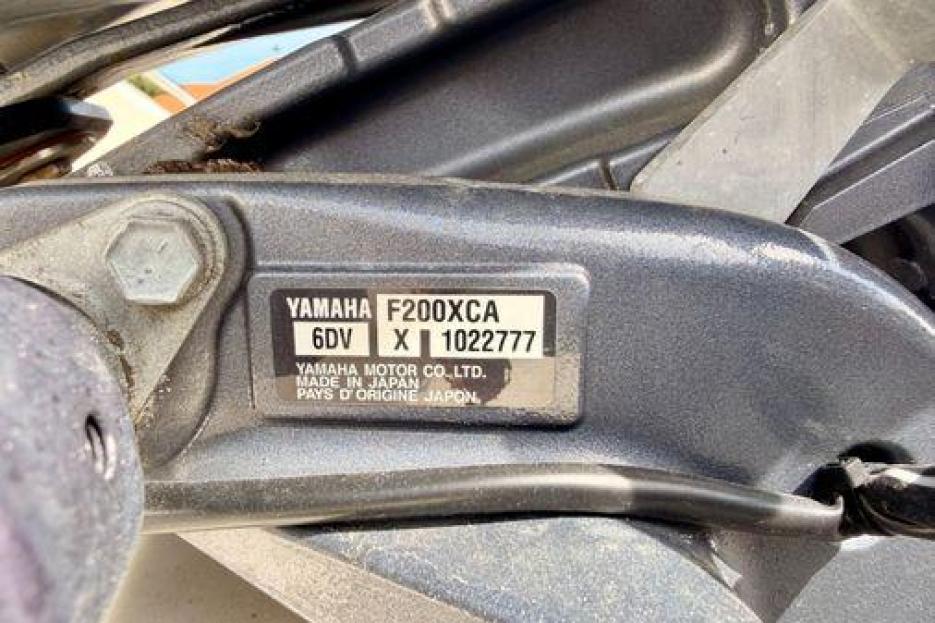 YAMAHA F200XCA
6DV X 1022777
YAMAHA MOTOR CO.,LTD.
MADE IN JAPAN
PAYS D'ORIGINE JAPON.